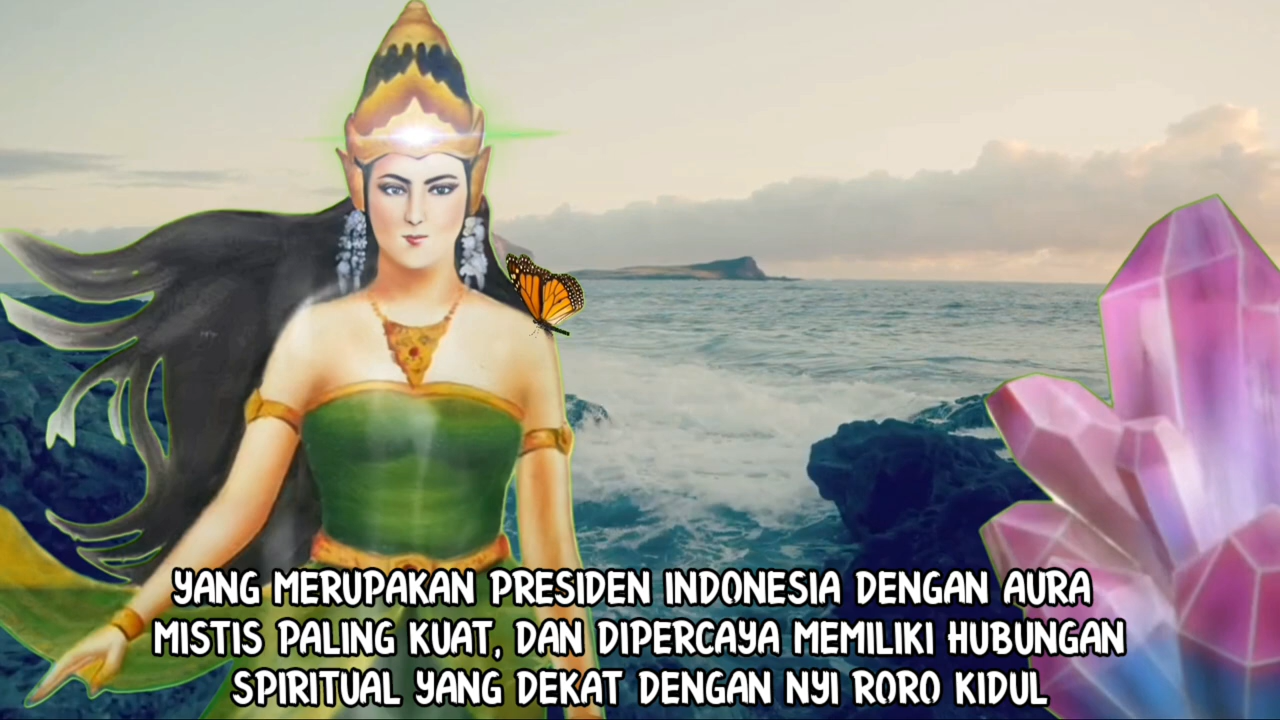 YANG MERUPAKAN PRESIDEN INDONESIA DENGAN AURA
MISTIS PALING KUAT, DAN DIPERCAYA MEMILIKI HUBUNGAN
SPIRITUAL YANG DEKAT DENGAN NYI RORO KIDUL